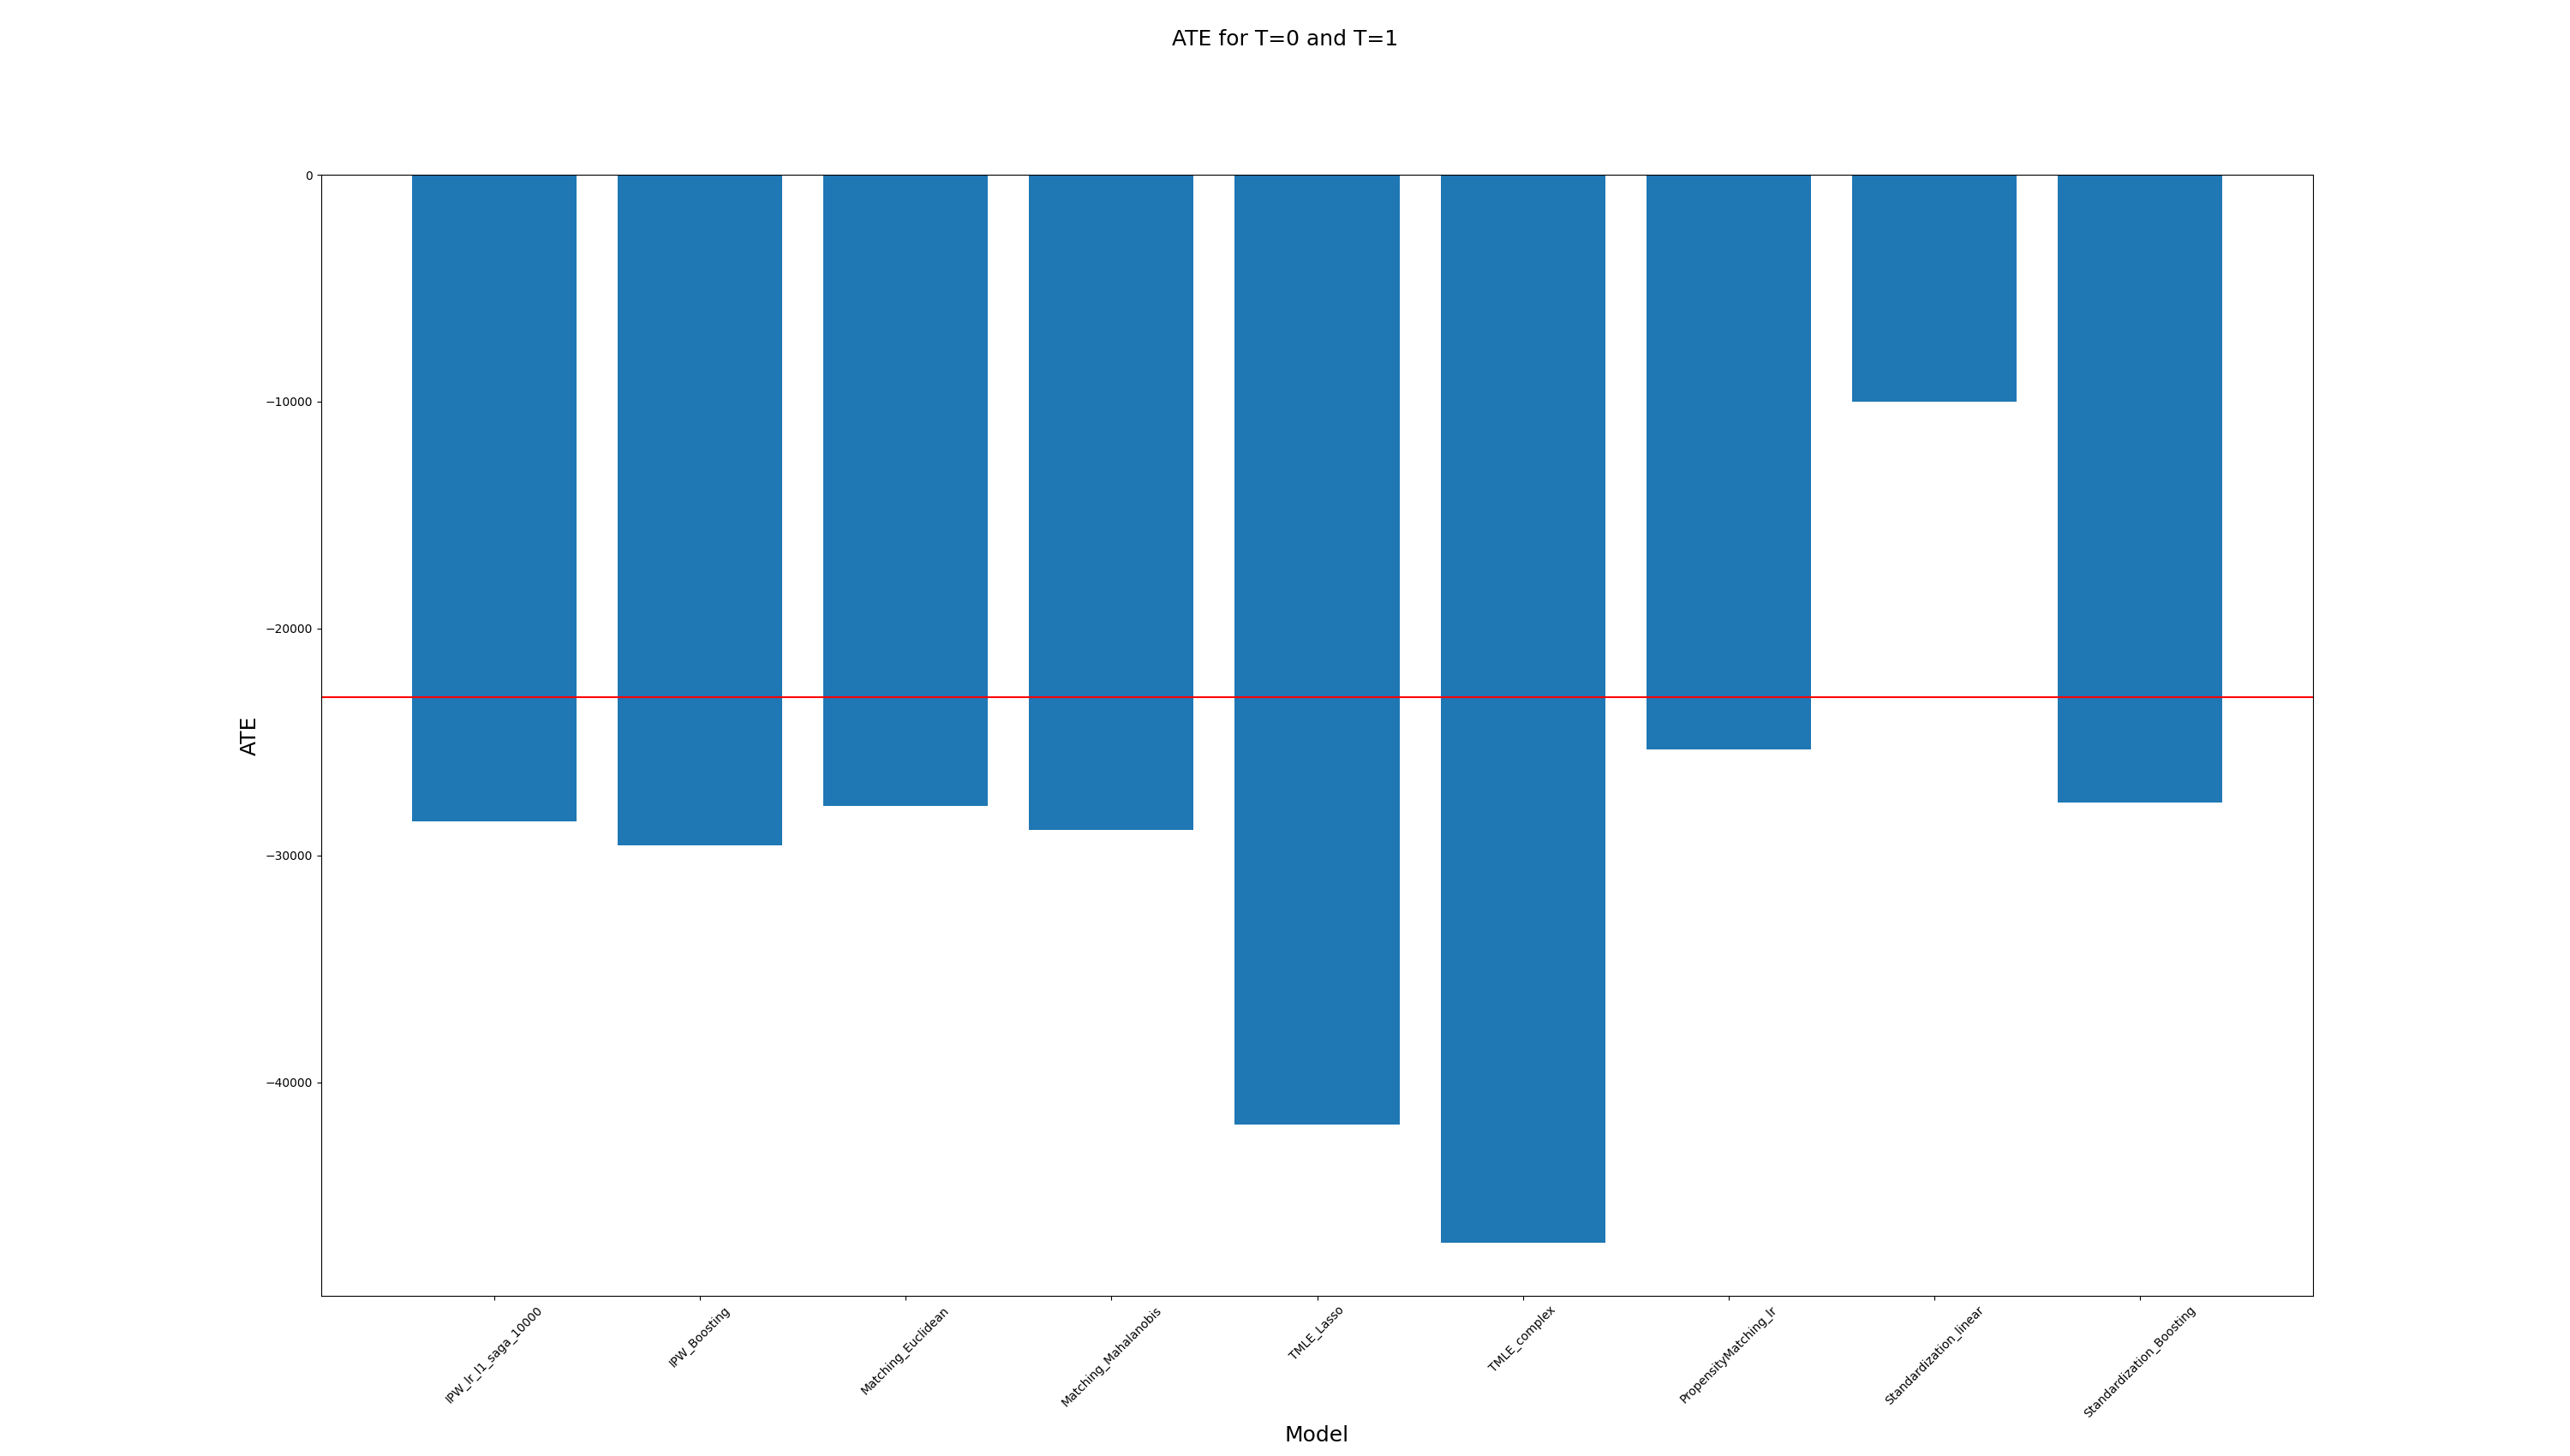 ATE for T=0 and T=1
0
−10000
−20000
−30000
−40000
ATE
IPW_lr_l1_saga_10000
IPW_Boosting
Matching_Euclidean
Matching_Mahalanobis
TMLE_Lasso
TMLE_complex
PropensityMatching_lr
Standardization_linear
Standardization_Boosting
Model